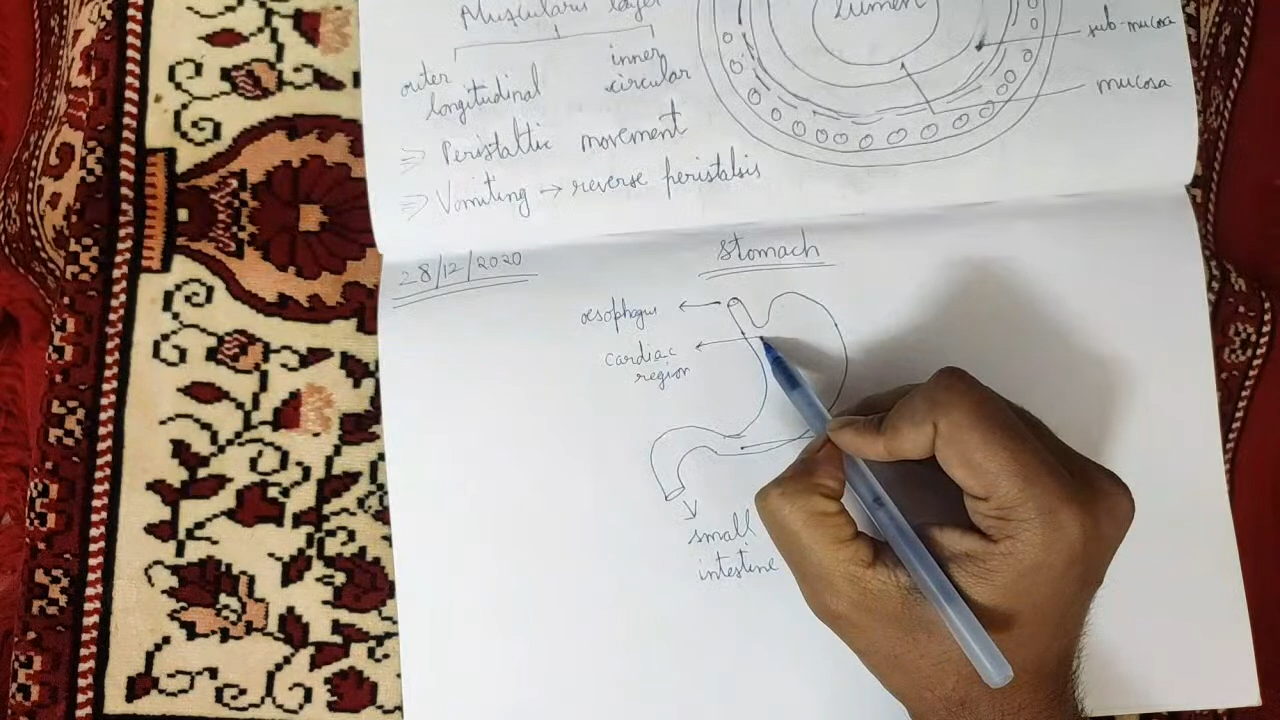 Muscularis layer
outer
longitudinal
inner
circular
⇒ Peristaltic movement
⇒ Vomiting → reverse peristalsis
Lumen
sub-mucosa
mucosa
28/12/2020
Stomach
oesophagus
cardiac
region
small
intestine